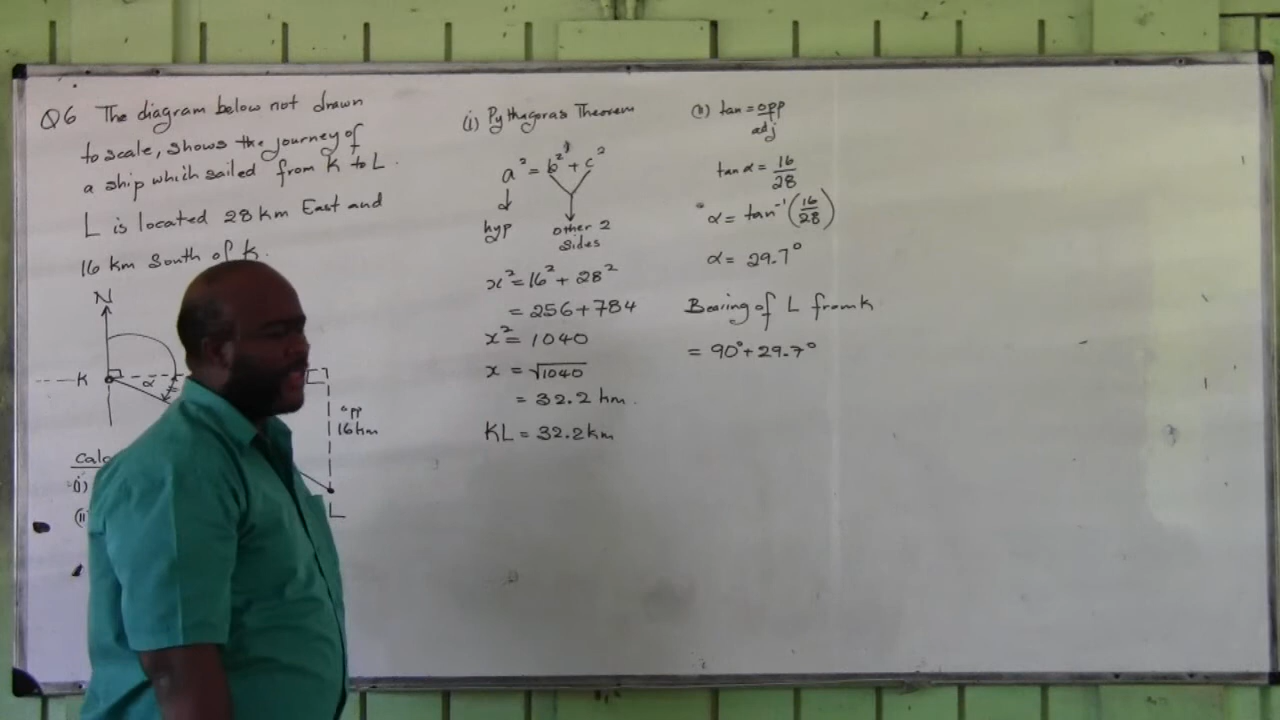 Q6 The diagram below not drawn
to scale, shows the journey of
a ship which sailed from K to L.
L is located 28 km East and
16 km South of K.
N
K
α
opp
16 km
L
Calc
(i)
(ii
(i) Pythagoras Theorem
a² = b² + c²
hyp
other 2
sides
x² = 16² + 28²
= 256 + 784
x² = 1040
x = √1040
= 32.2 km.
KL = 32.2 km
tan = opp
adj
tan α = 16/28
α = tan⁻¹(16/28)
α = 29.7°
Bearing of L from K
= 90° + 29.7°